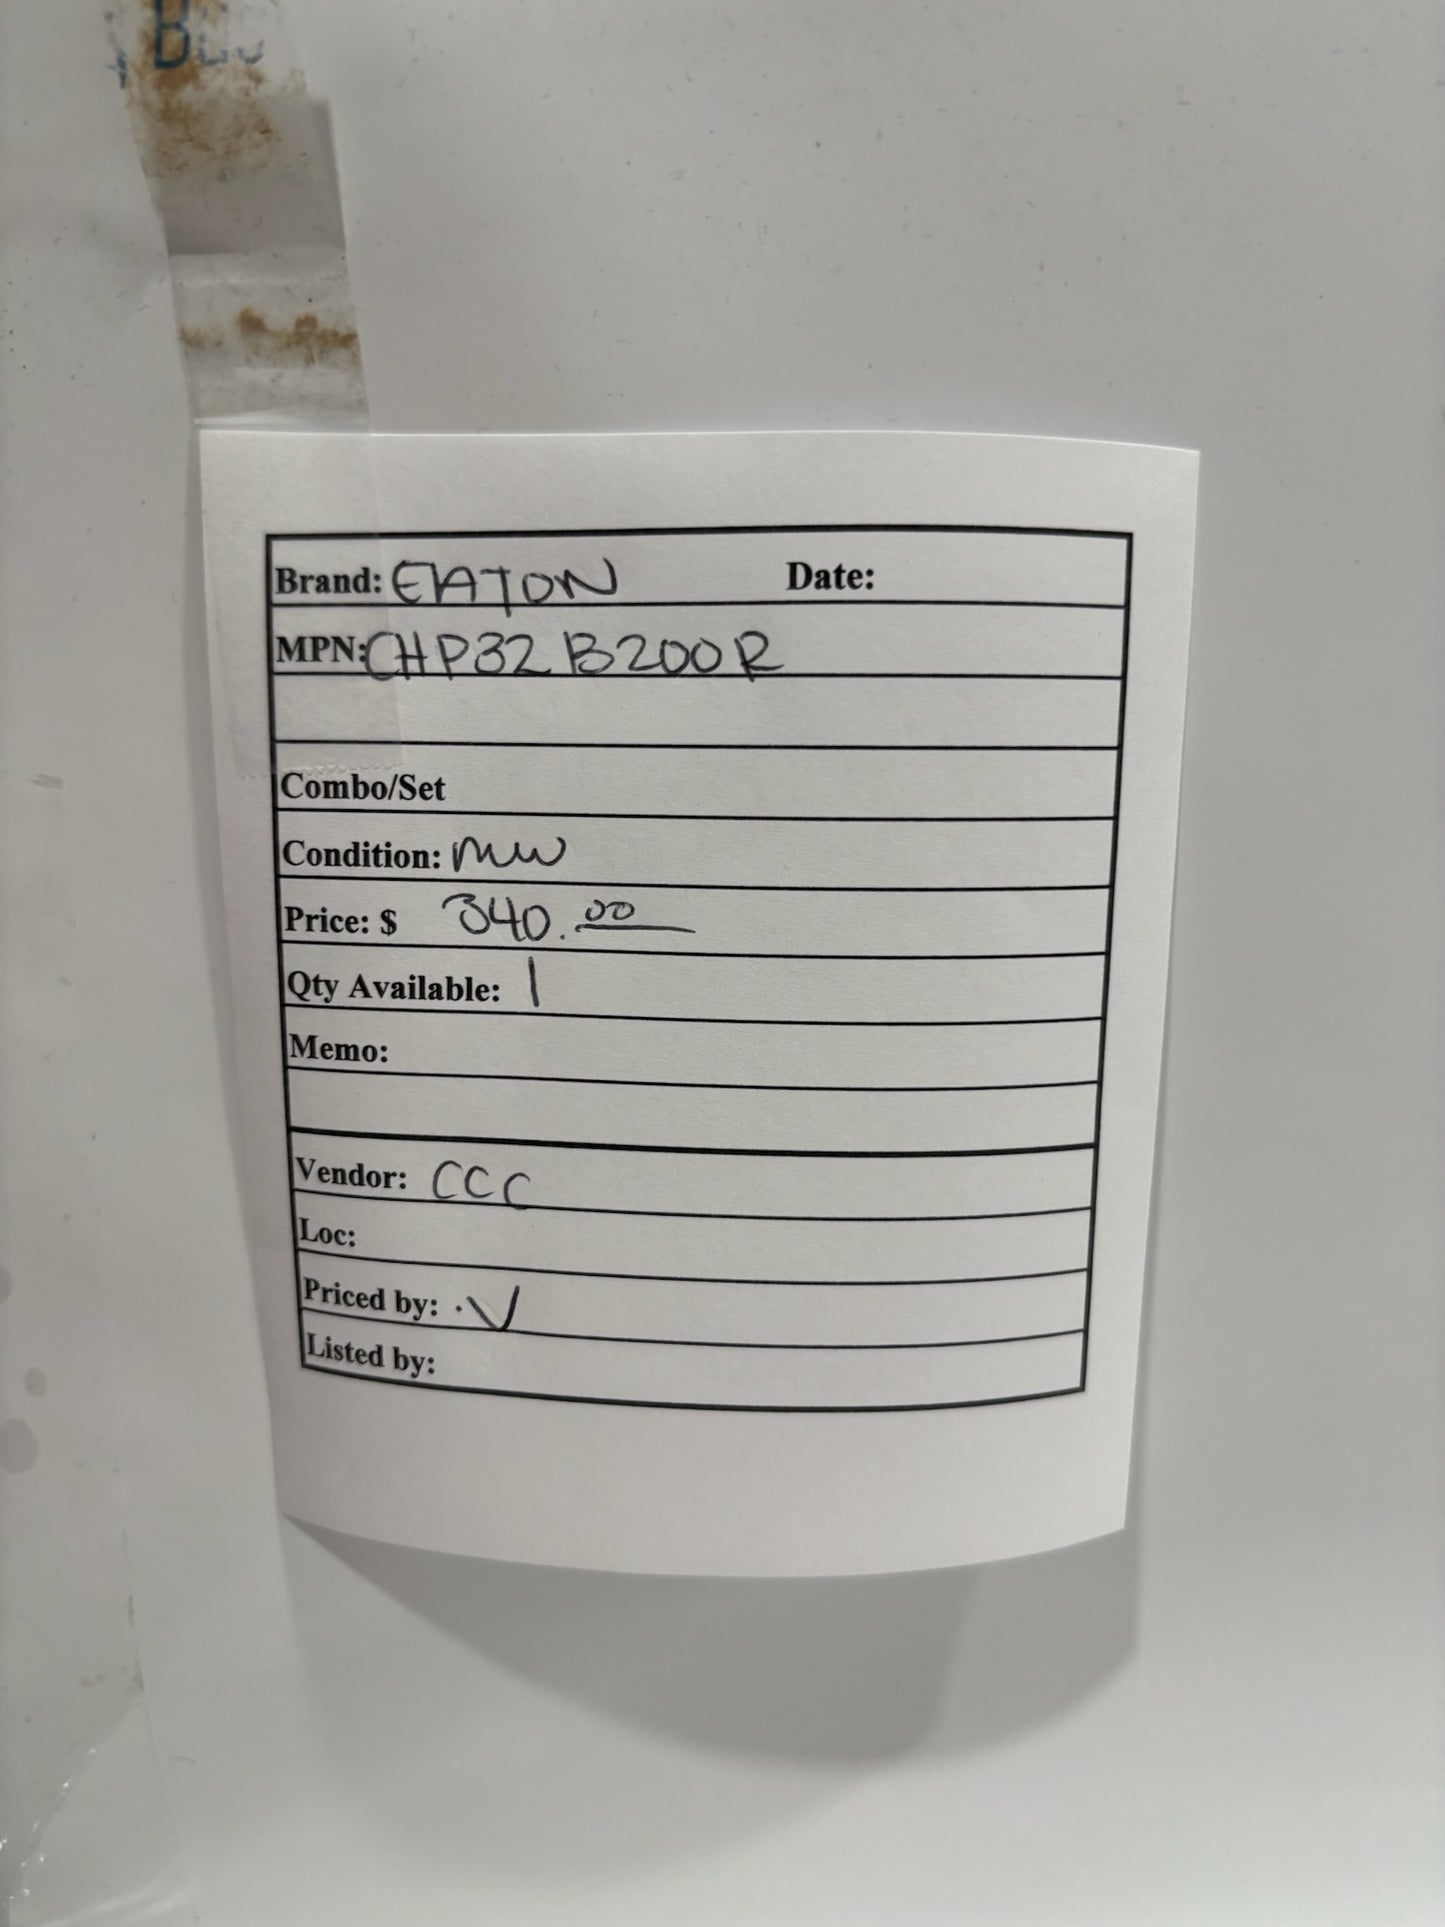 Brand: EATON Date:
MPN: CHP32B200R
Combo/Set
Condition: NEW
Price: $ 340.00
Qty Available: 1
Memo:
Vendor: CCC
Loc:
Priced by: .V
Listed by: